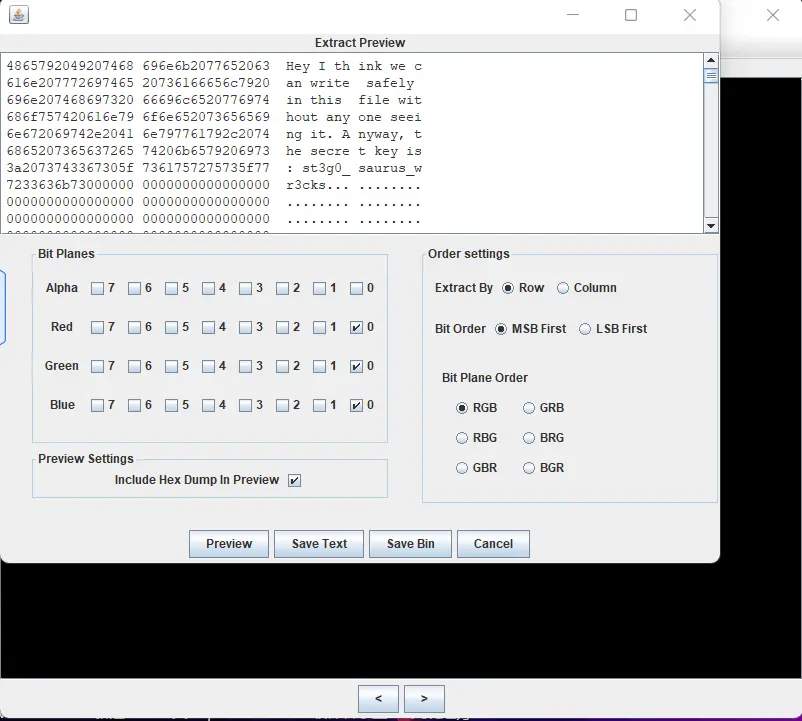 Extract Preview
4865792049207468 696e6b2077652063 Hey I th ink we c
616e207772697465 20736166656c7920 an write  safely
696e207468697320 66696c6520776974 in this  file wit
686f757420616e79 6f6e652073656569 hout any one seei
6e672069742e2041 6e797761792c2074 ng it. A nyway, t
6865207365637265 74206b6579206973 he secre t key is
3a2073743367305f 7361757275735f77 : st3g0_ saurus_w
7233636b73000000 0000000000000000 r3cks... ........
0000000000000000 0000000000000000 ........ ........
0000000000000000 0000000000000000 ........ ........
Bit Planes
Alpha 7 6 5 4 3 2 1 0
Red 7 6 5 4 3 2 1 0
Green 7 6 5 4 3 2 1 0
Blue 7 6 5 4 3 2 1 0
Preview Settings
Include Hex Dump In Preview
Order settings
Extract By Row Column
Bit Order MSB First LSB First
Bit Plane Order
RGB GRB
RBG BRG
GBR BGR
Preview Save Text Save Bin Cancel
< >